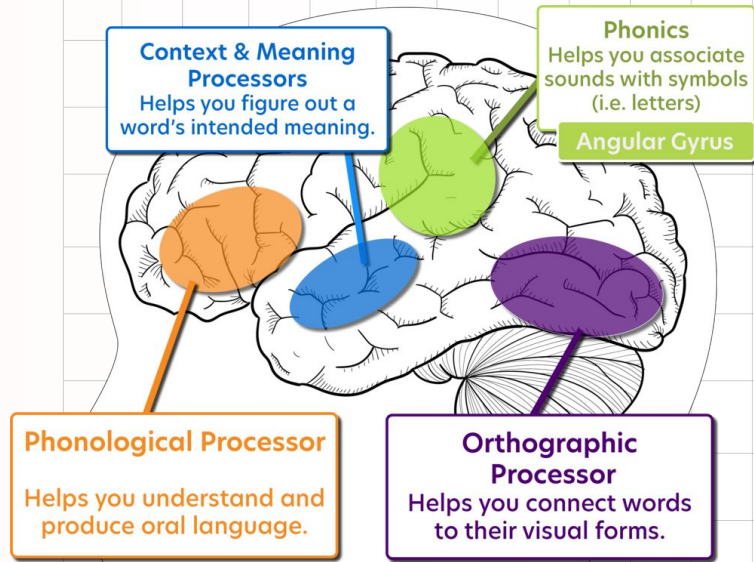 Context & Meaning
Processors
Helps you figure out a
word's intended meaning.
Phonics
Helps you associate
sounds with symbols
(i.e. letters)
Angular Gyrus
Phonological Processor
Helps you understand and
produce oral language.
Orthographic
Processor
Helps you connect words
to their visual forms.